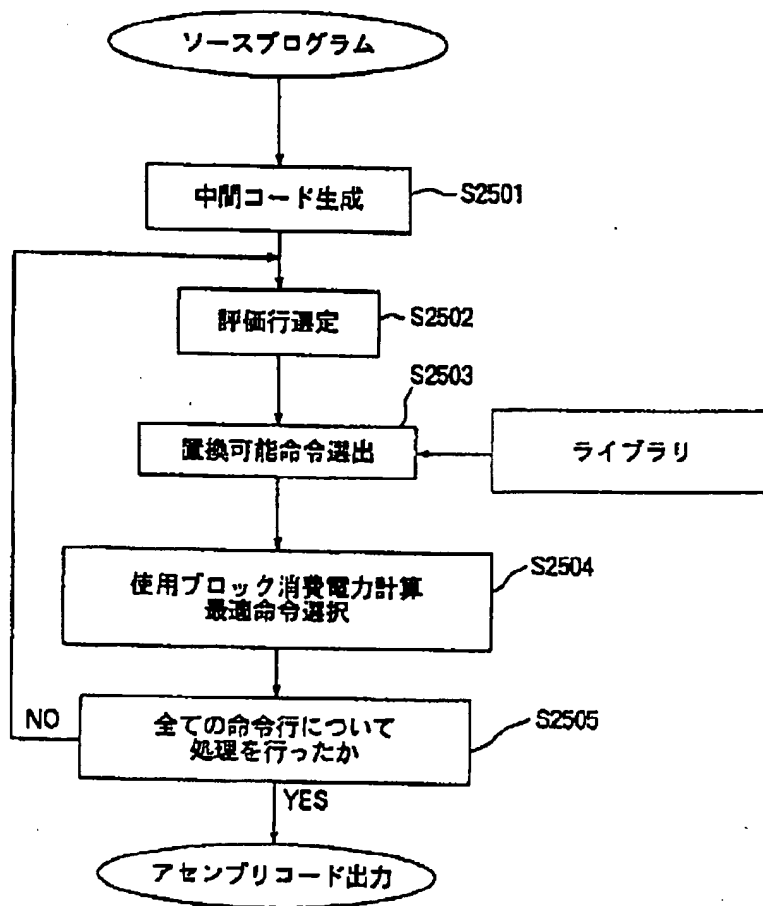 ソースプログラム
中間コード生成
S2501
評価行選定
S2502
S2503
置換可能命令選出
ライブラリ
S2504
使用ブロック消費電力計算
最適命令選択
NO
全ての命令行について
処理を行ったか
S2505
YES
アセンブリコード出力